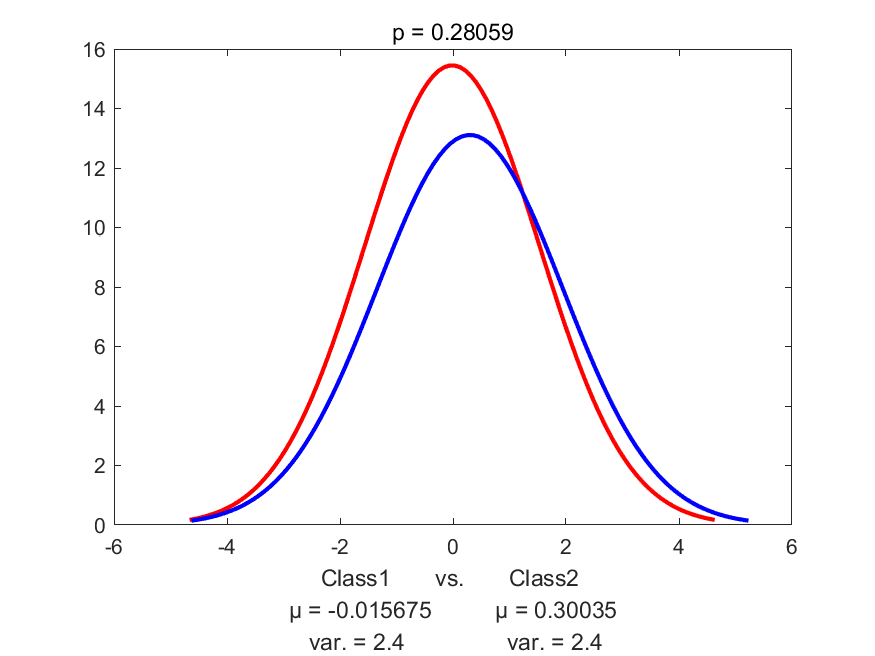 p = 0.28059
16
14
12
10
8
6
4
2
0
-6 -4 -2 0 2 4 6
Class1 vs. Class2
μ = -0.015675 μ = 0.30035
var. = 2.4 var. = 2.4